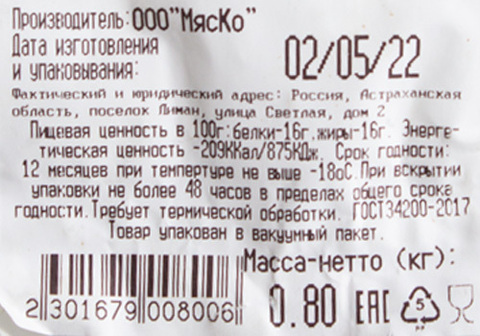 Производитель: ООО"МясКо"
Дата изготовления
и упаковывания:
02/05/22
Фактический и юридический адрес: Россия, Астраханская
область, поселок Лиман, улица Светлая, дом 2
Пищевая ценность в 100г: белки-16г,жиры-16г. Энерге-
тическая ценность -209ККал/875КДж. Срок годности:
12 месяцев при темпертуре не выше -18оС.При вскрытии
упаковки не более 48 часов в пределах общего срока
годности.Требует термической обработки. ГОСТ34200-2017
Товар упакован в вакуумный пакет.
Масса-нетто (кг):
0.80 ЕАС 5
PP
2 301679 008006